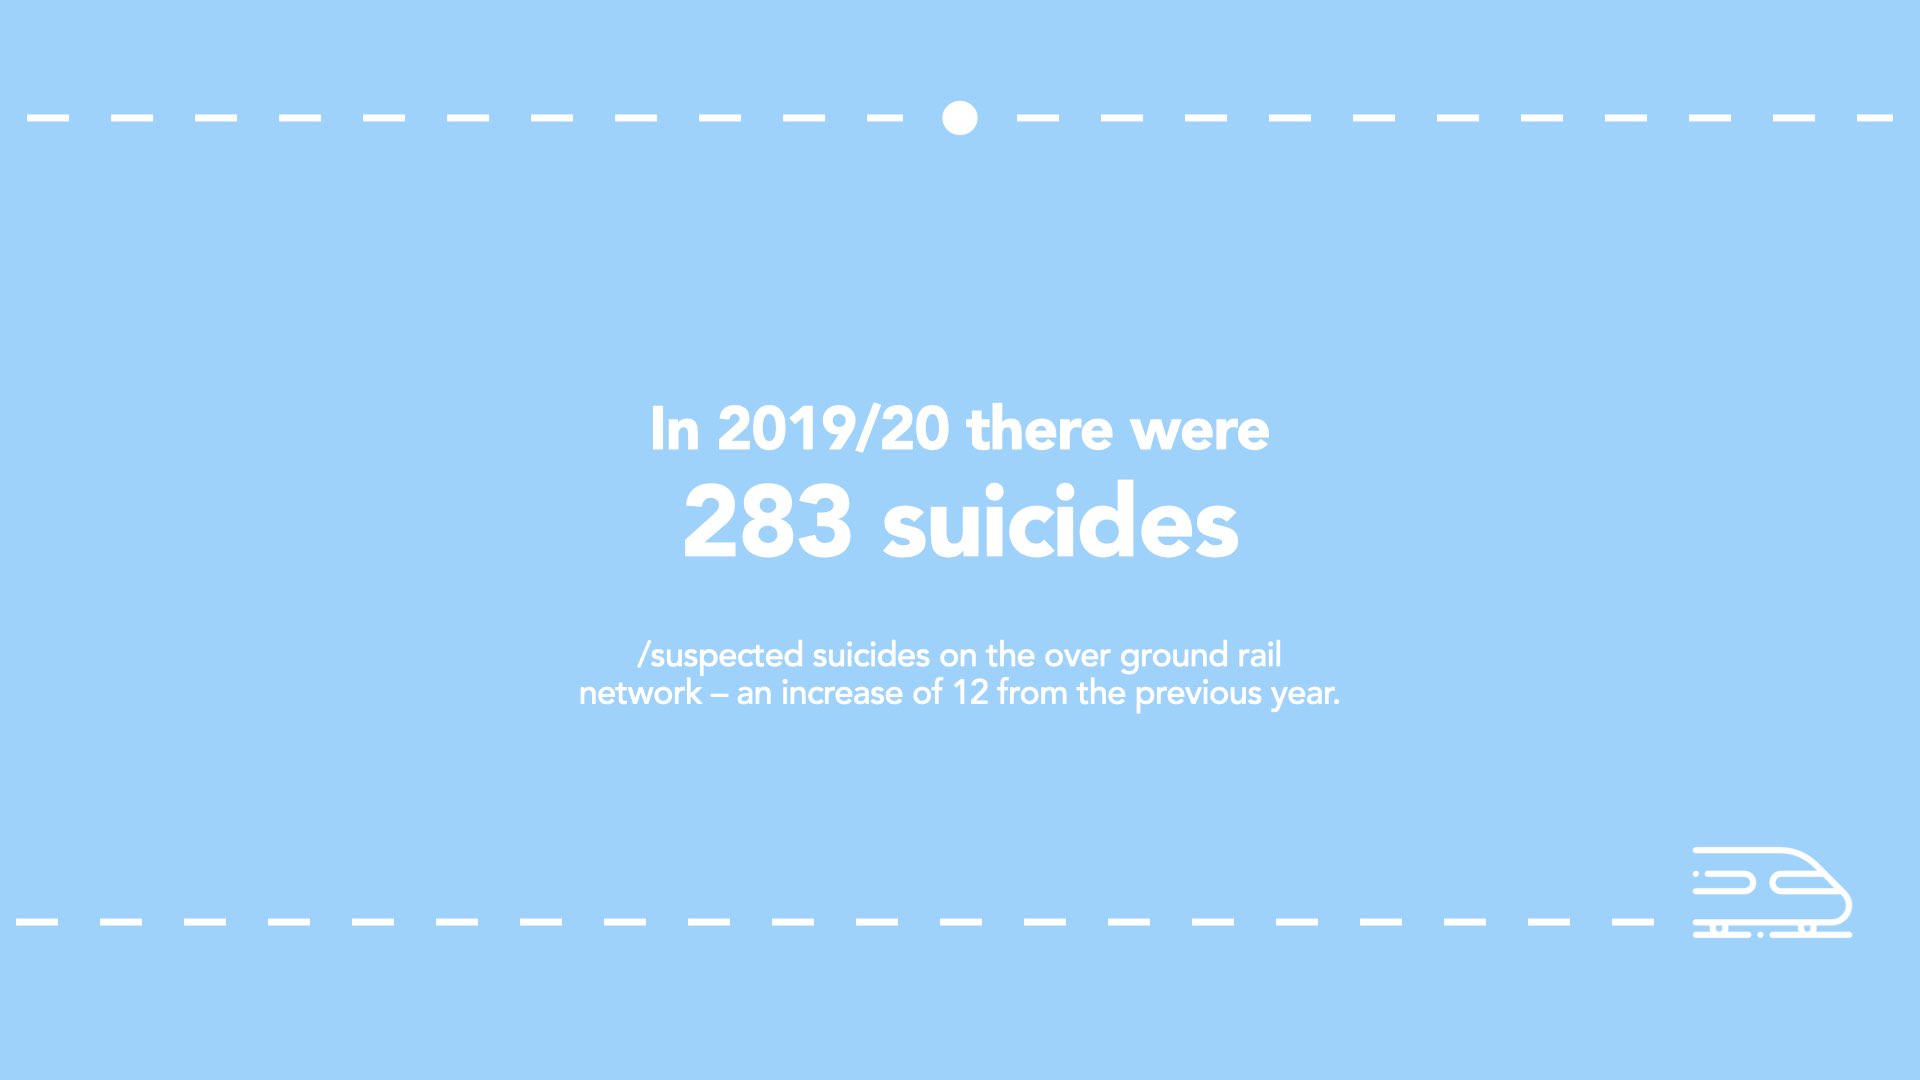 In 2019/20 there were
283 suicides
/suspected suicides on the over ground rail
network – an increase of 12 from the previous year.